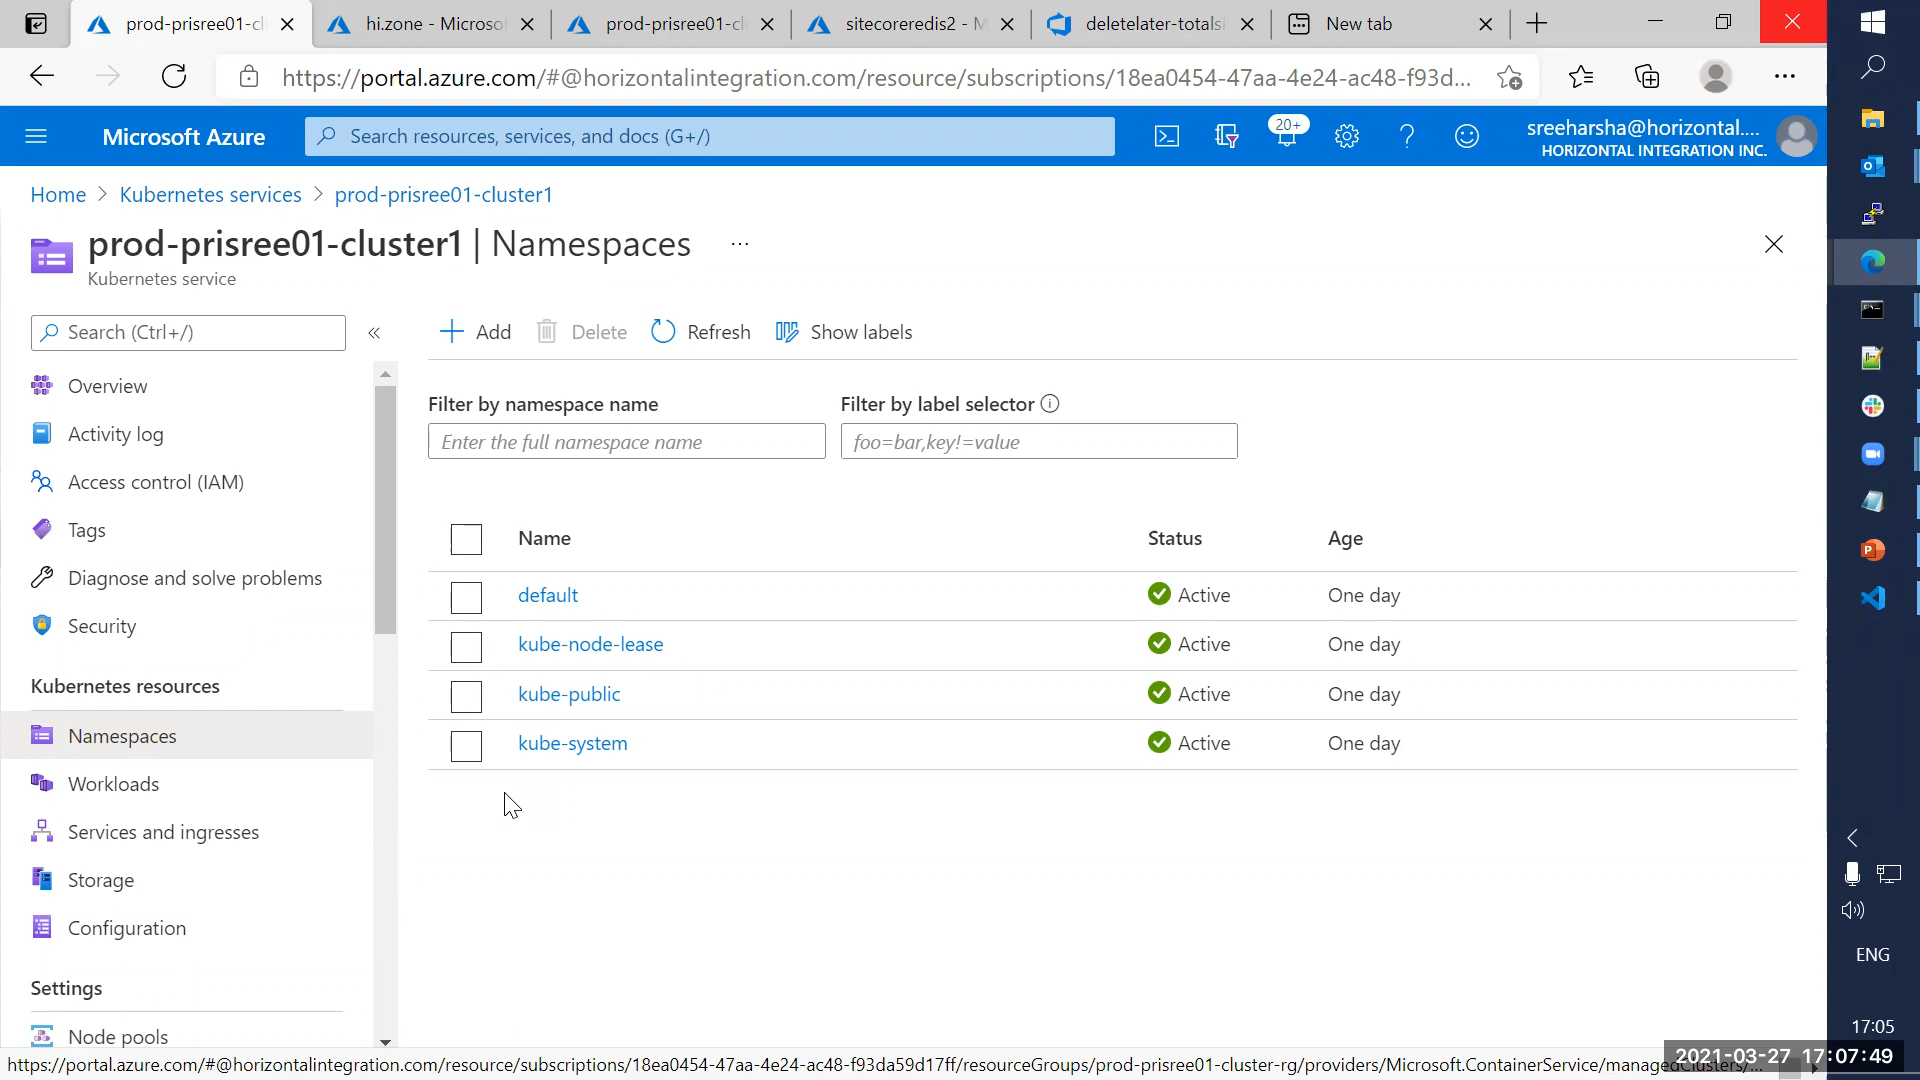 prod-prisree01-cl
hi.zone - Microsof
prod-prisree01-cl
sitecoreredis2 - M
deletelater-totalsi
New tab
https://portal.azure.com/#@horizontalintegration.com/resource/subscriptions/18ea0454-47aa-4e24-ac48-f93d...
Microsoft Azure
Search resources, services, and docs (G+/)
20+
sreeharsha@horizontal....
HORIZONTAL INTEGRATION INC.
Home > Kubernetes services > prod-prisree01-cluster1
prod-prisree01-cluster1 | Namespaces ...
Kubernetes service
Search (Ctrl+/)
«
Add
Delete
Refresh
Show labels
Overview
Activity log
Access control (IAM)
Tags
Diagnose and solve problems
Security
Kubernetes resources
Namespaces
Workloads
Services and ingresses
Storage
Configuration
Settings
Node pools
Filter by namespace name
Filter by label selector
Enter the full namespace name
foo=bar,key!=value
Name Status Age
default Active One day
kube-node-lease Active One day
kube-public Active One day
kube-system Active One day
ENG
17:05
https://portal.azure.com/#@horizontalintegration.com/resource/subscriptions/18ea0454-47aa-4e24-ac48-f93da59d17ff/resourceGroups/prod-prisree01-cluster-rg/providers/Microsoft.ContainerService/managedClusters/...
2021-03-27 17:07:49